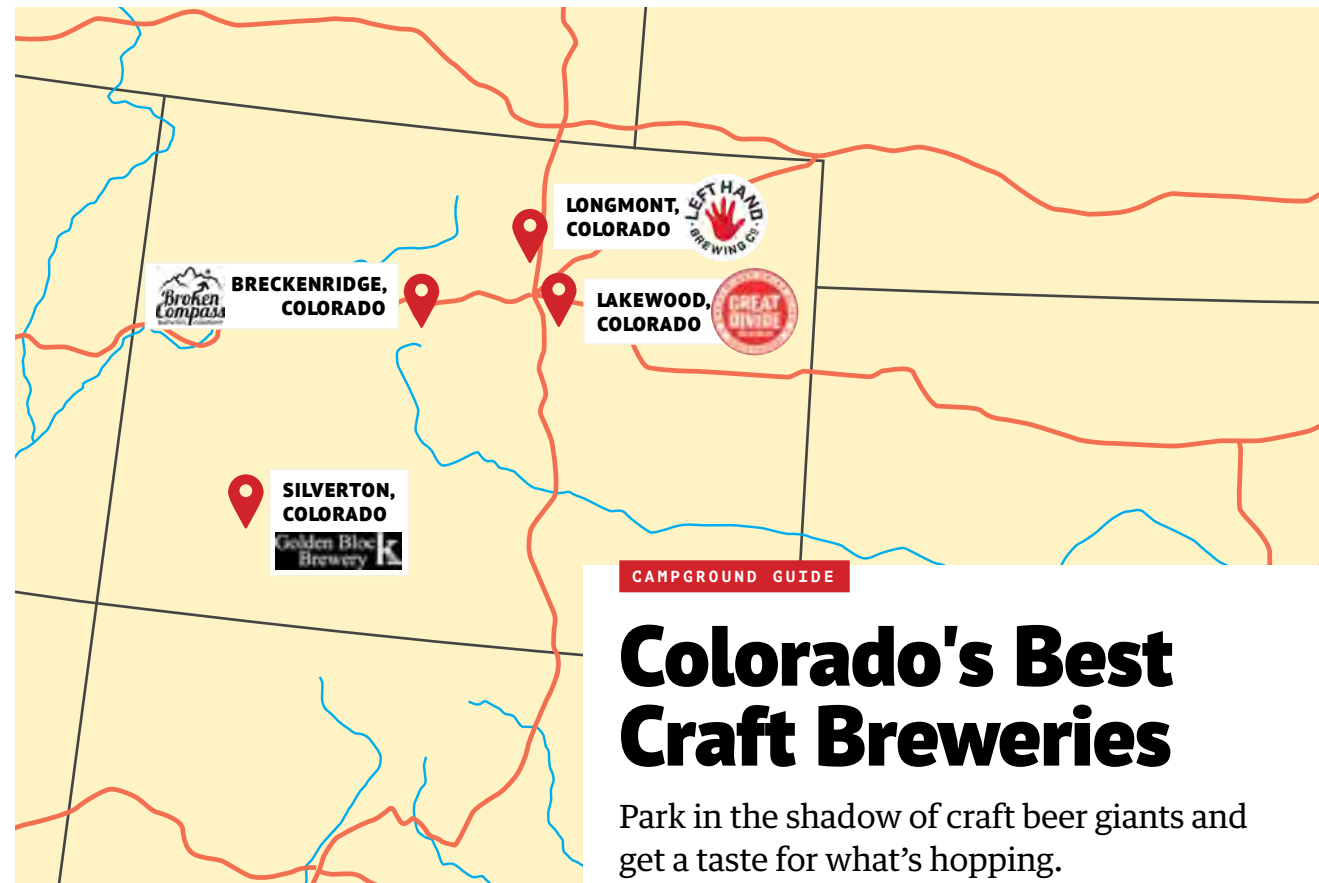 LONGMONT,
COLORADO
LEFT HAND
BREWING CO
BRECKENRIDGE,
COLORADO
Broken
Compass
LAKEWOOD,
COLORADO
GREAT
DIVIDE
SILVERTON,
COLORADO
Golden Block
Brewery
CAMPGROUND GUIDE
Colorado's Best
Craft Breweries
Park in the shadow of craft beer giants and
get a taste for what’s hopping.